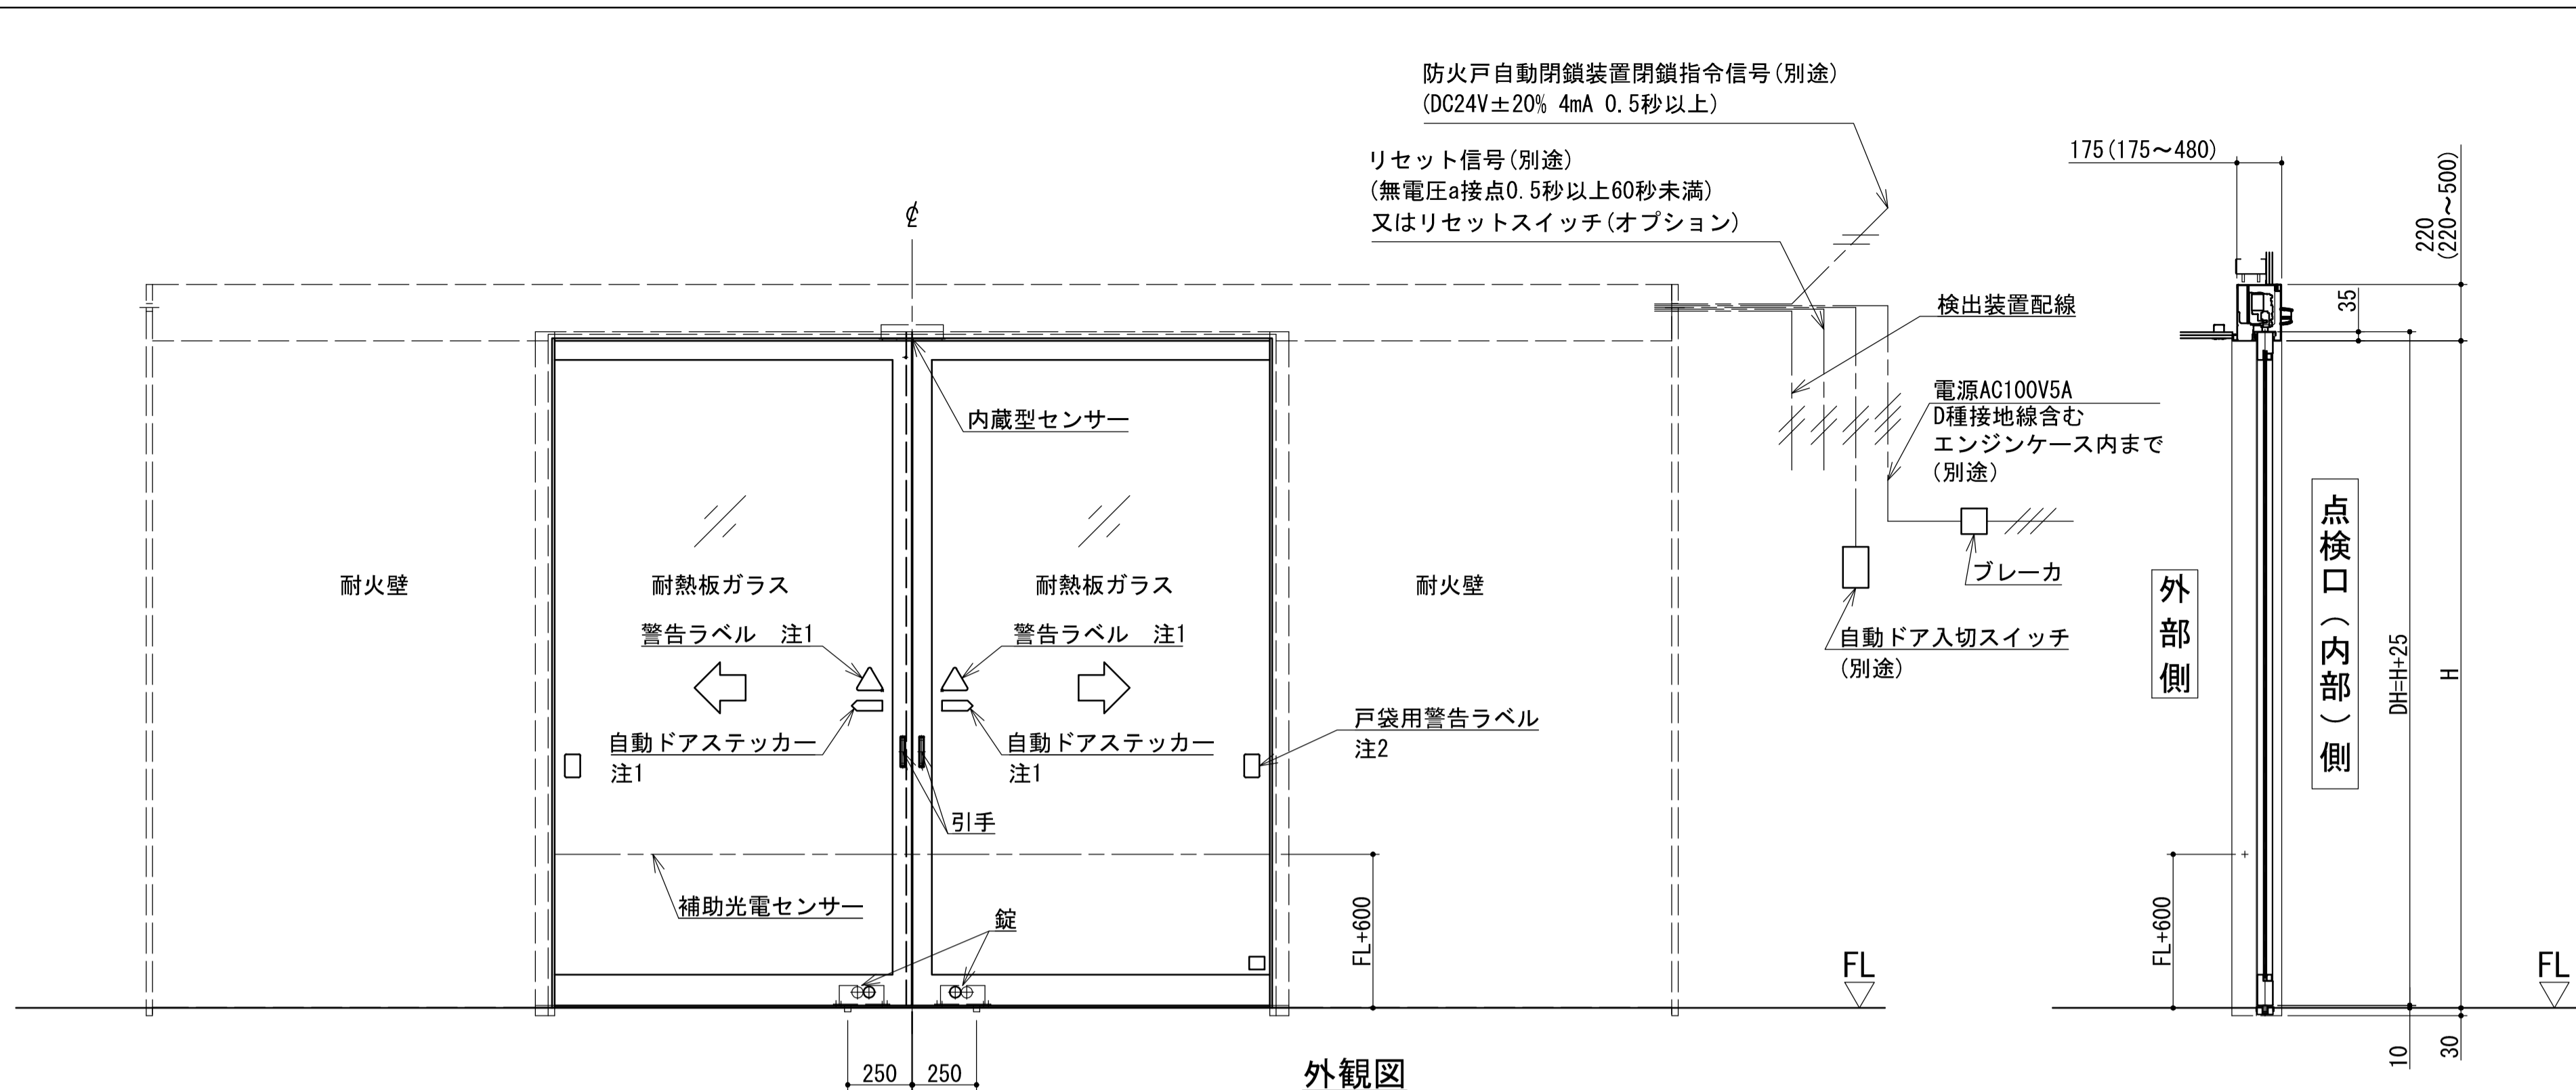 防火戸自動閉鎖装置閉鎖指令信号(別途)
(DC24V±20% 4mA 0.5秒以上)
リセット信号(別途)
(無電圧a接点0.5秒以上60秒未満)
又はリセットスイッチ(オプション)
175(175～480)
220
(220～500)
35
検出装置配線
電源AC100V5A
D種接地線含む
エンジンケース内まで
(別途)
内蔵型センサー
耐火壁
耐熱板ガラス
耐熱板ガラス
耐火壁
ブレーカ
警告ラベル 注1
警告ラベル 注1
自動ドア入切スイッチ
(別途)
外部側
点検口(内部)側
DH=H+25
H
自動ドアステッカー
注1
自動ドアステッカー
注1
戸袋用警告ラベル
注2
引手
補助光電センサー
錠
FL+600
FL
FL+600
FL
250
250
外観図
10
30